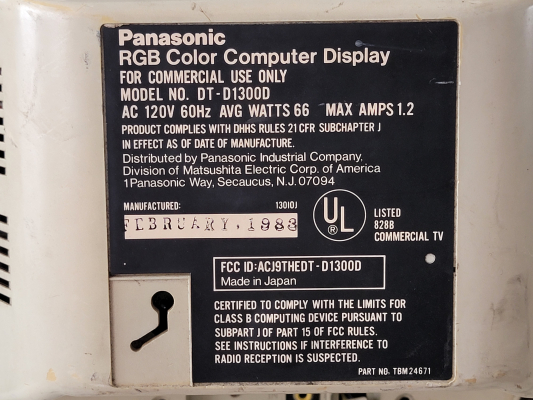 Panasonic
RGB Color Computer Display
FOR COMMERCIAL USE ONLY
MODEL NO. DT-D1300D
AC 120V 60Hz AVG WATTS 66 MAX AMPS 1.2
PRODUCT COMPLIES WITH DHHS RULES 21 CFR SUBCHAPTER J
IN EFFECT AS OF DATE OF MANUFACTURE.
Distributed by Panasonic Industrial Company,
Division of Matsushita Electric Corp. of America
1 Panasonic Way, Secaucus, N.J. 07094
MANUFACTURED: 13010J
FEBRUARY, 1988
UL
®
LISTED
828B
COMMERCIAL TV
FCC ID: ACJ9THEDT-D1300D
Made in Japan
CERTIFIED TO COMPLY WITH THE LIMITS FOR
CLASS B COMPUTING DEVICE PURSUANT TO
SUBPART J OF PART 15 OF FCC RULES.
SEE INSTRUCTIONS IF INTERFERENCE TO
RADIO RECEPTION IS SUSPECTED.
PART NO. TBM24671